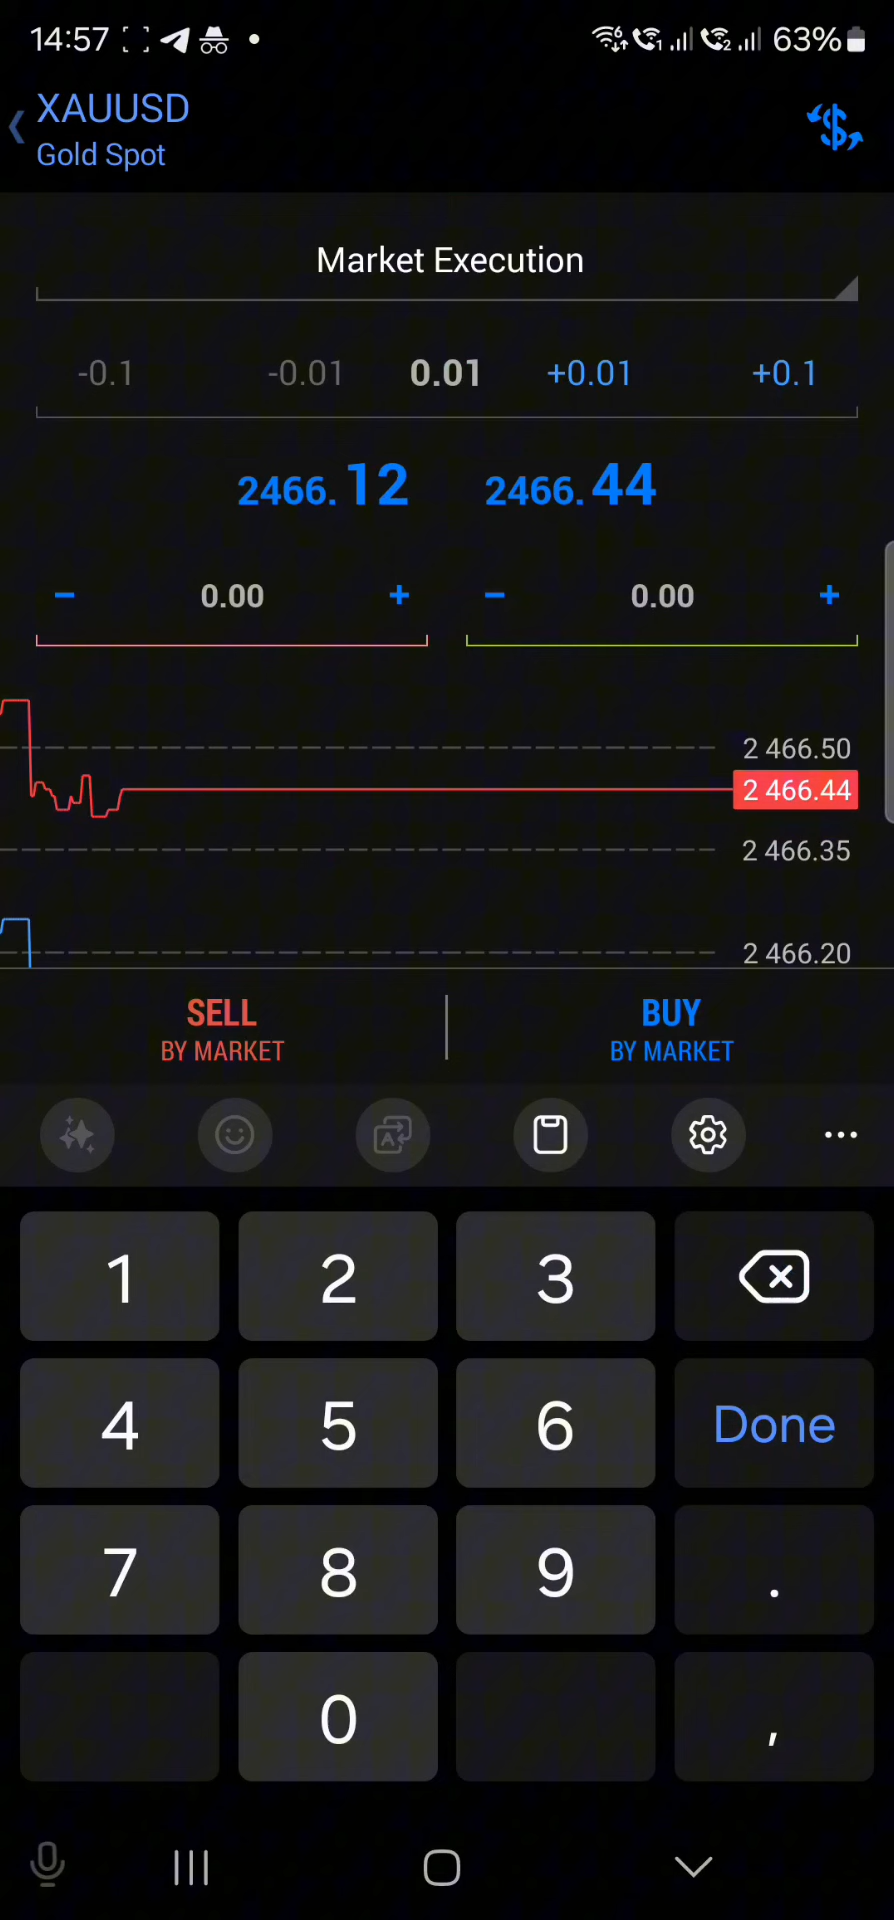 14:57 63%
XAUUSD
Gold Spot
Market Execution
-0.1 -0.01 0.01 +0.01 +0.1
2466.12 2466.44
− 0.00 + − 0.00 +
2 466.50
2 466.44
2 466.35
2 466.20
SELL BUY
BY MARKET BY MARKET
1 2 3
4 5 6 Done
7 8 9 .
0 ,